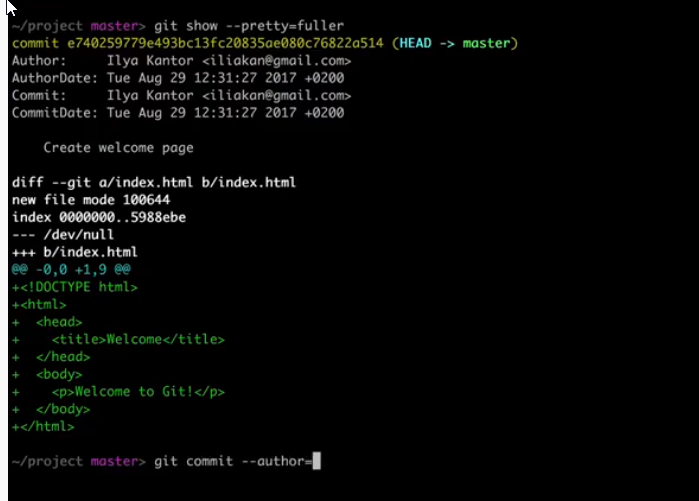 ~/project master> git show --pretty=fuller
commit e740259779e493bc13fc20835ae080c76822a514 (HEAD -> master)
Author:     Ilya Kantor <iliakan@gmail.com>
AuthorDate: Tue Aug 29 12:31:27 2017 +0200
Commit:     Ilya Kantor <iliakan@gmail.com>
CommitDate: Tue Aug 29 12:31:27 2017 +0200
    Create welcome page
diff --git a/index.html b/index.html
new file mode 100644
index 0000000..5988ebe
--- /dev/null
+++ b/index.html
@@ -0,0 +1,9 @@
+<!DOCTYPE html>
+<html>
+  <head>
+    <title>Welcome</title>
+  </head>
+  <body>
+    <p>Welcome to Git!</p>
+  </body>
+</html>
~/project master> git commit --author=